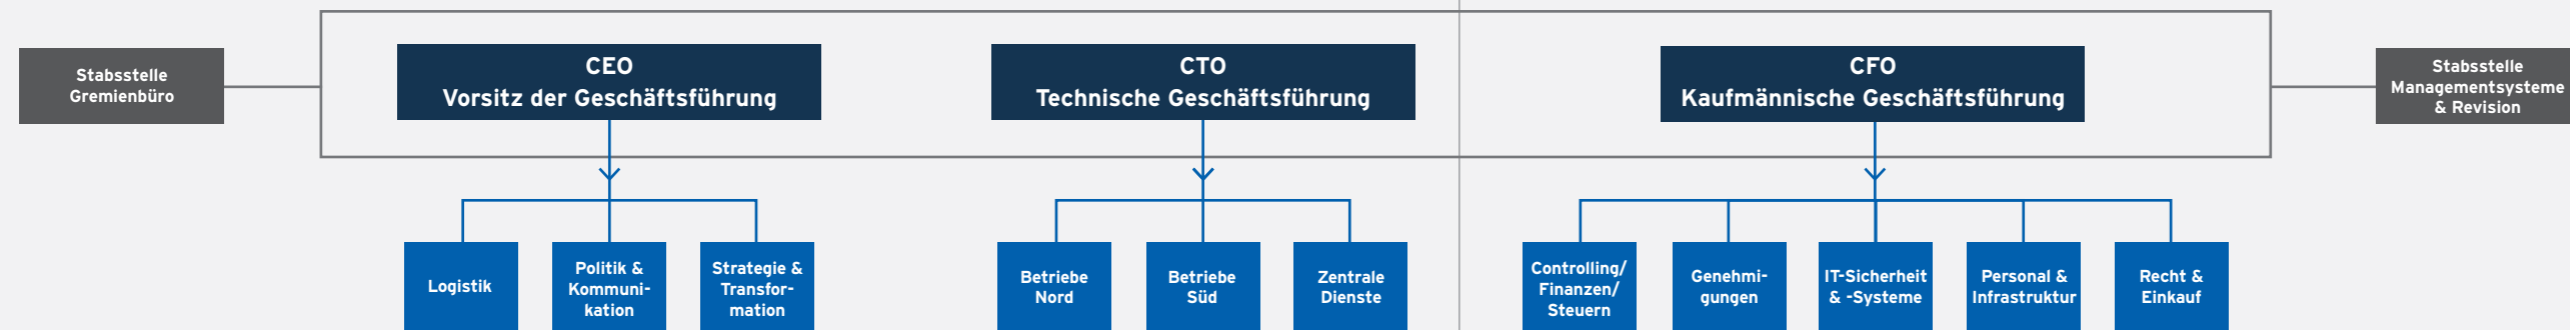 Stabsstelle
Gremienbüro
CEO
Vorsitz der Geschäftsführung
CTO
Technische Geschäftsführung
CFO
Kaufmännische Geschäftsführung
Stabsstelle
Managementsysteme
& Revision
Logistik
Politik &
Kommuni-
kation
Strategie &
Transfor-
mation
Betriebe
Nord
Betriebe
Süd
Zentrale
Dienste
Controlling/
Finanzen/
Steuern
Genehmi-
gungen
IT-Sicherheit
& -Systeme
Personal &
Infrastruktur
Recht &
Einkauf